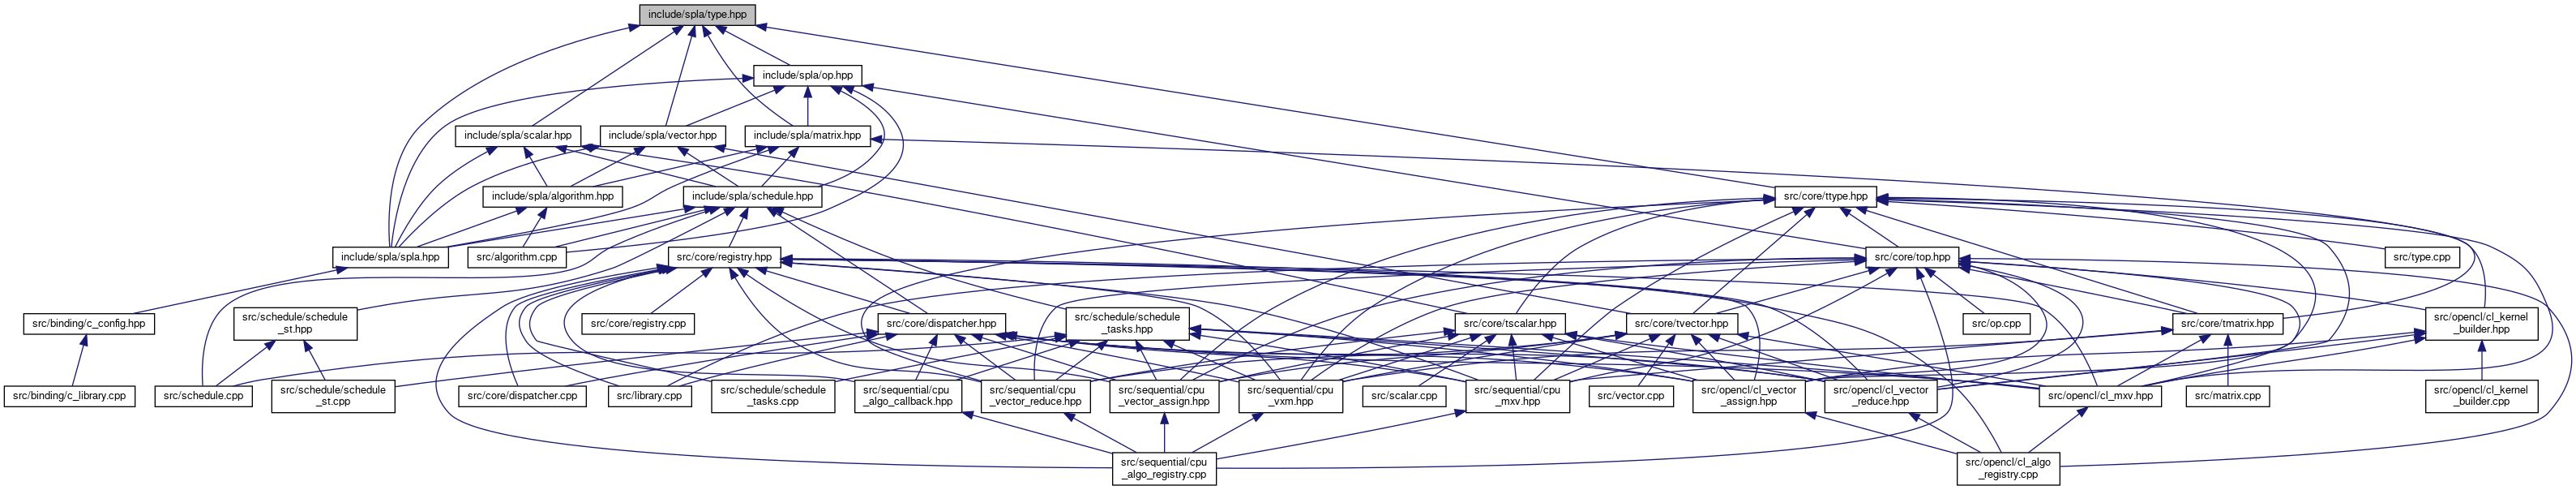 include/spla/type.hpp
include/spla/op.hpp
include/spla/scalar.hpp
include/spla/vector.hpp
include/spla/matrix.hpp
include/spla/algorithm.hpp
include/spla/schedule.hpp
src/core/ttype.hpp
include/spla/spla.hpp
src/algorithm.cpp
src/core/registry.hpp
src/core/top.hpp
src/type.cpp
src/binding/c_config.hpp
src/schedule/schedule
_st.hpp
src/core/registry.cpp
src/core/dispatcher.hpp
src/schedule/schedule
_tasks.hpp
src/core/tscalar.hpp
src/core/tvector.hpp
src/op.cpp
src/core/tmatrix.hpp
src/opencl/cl_kernel
_builder.hpp
src/binding/c_library.cpp
src/schedule.cpp
src/schedule/schedule
_st.cpp
src/core/dispatcher.cpp
src/library.cpp
src/schedule/schedule
_tasks.cpp
src/sequential/cpu
_algo_callback.hpp
src/sequential/cpu
_vector_reduce.hpp
src/sequential/cpu
_vector_assign.hpp
src/sequential/cpu
_vxm.hpp
src/scalar.cpp
src/sequential/cpu
_mxv.hpp
src/vector.cpp
src/opencl/cl_vector
_assign.hpp
src/opencl/cl_vector
_reduce.hpp
src/opencl/cl_mxv.hpp
src/matrix.cpp
src/opencl/cl_kernel
_builder.cpp
src/sequential/cpu
_algo_registry.cpp
src/opencl/cl_algo
_registry.cpp